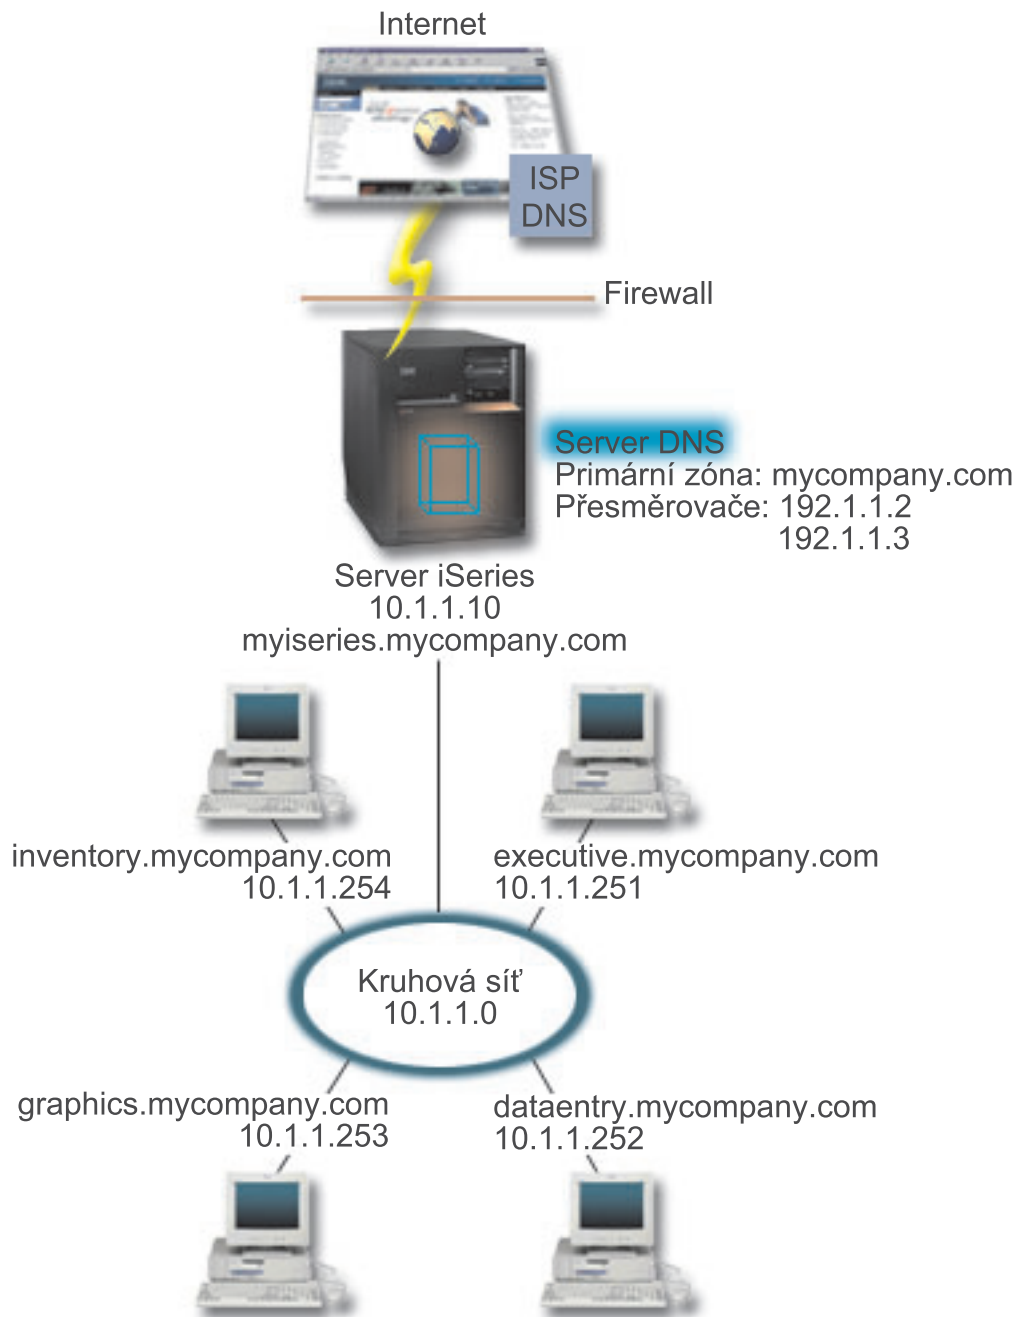 Internet
ISP
DNS
Firewall
Server DNS
Primární zóna: mycompany.com
Přesměrovače: 192.1.1.2
192.1.1.3
Server iSeries
10.1.1.10
myiseries.mycompany.com
inventory.mycompany.com
10.1.1.254
executive.mycompany.com
10.1.1.251
Kruhová síť
10.1.1.0
graphics.mycompany.com
10.1.1.253
dataentry.mycompany.com
10.1.1.252